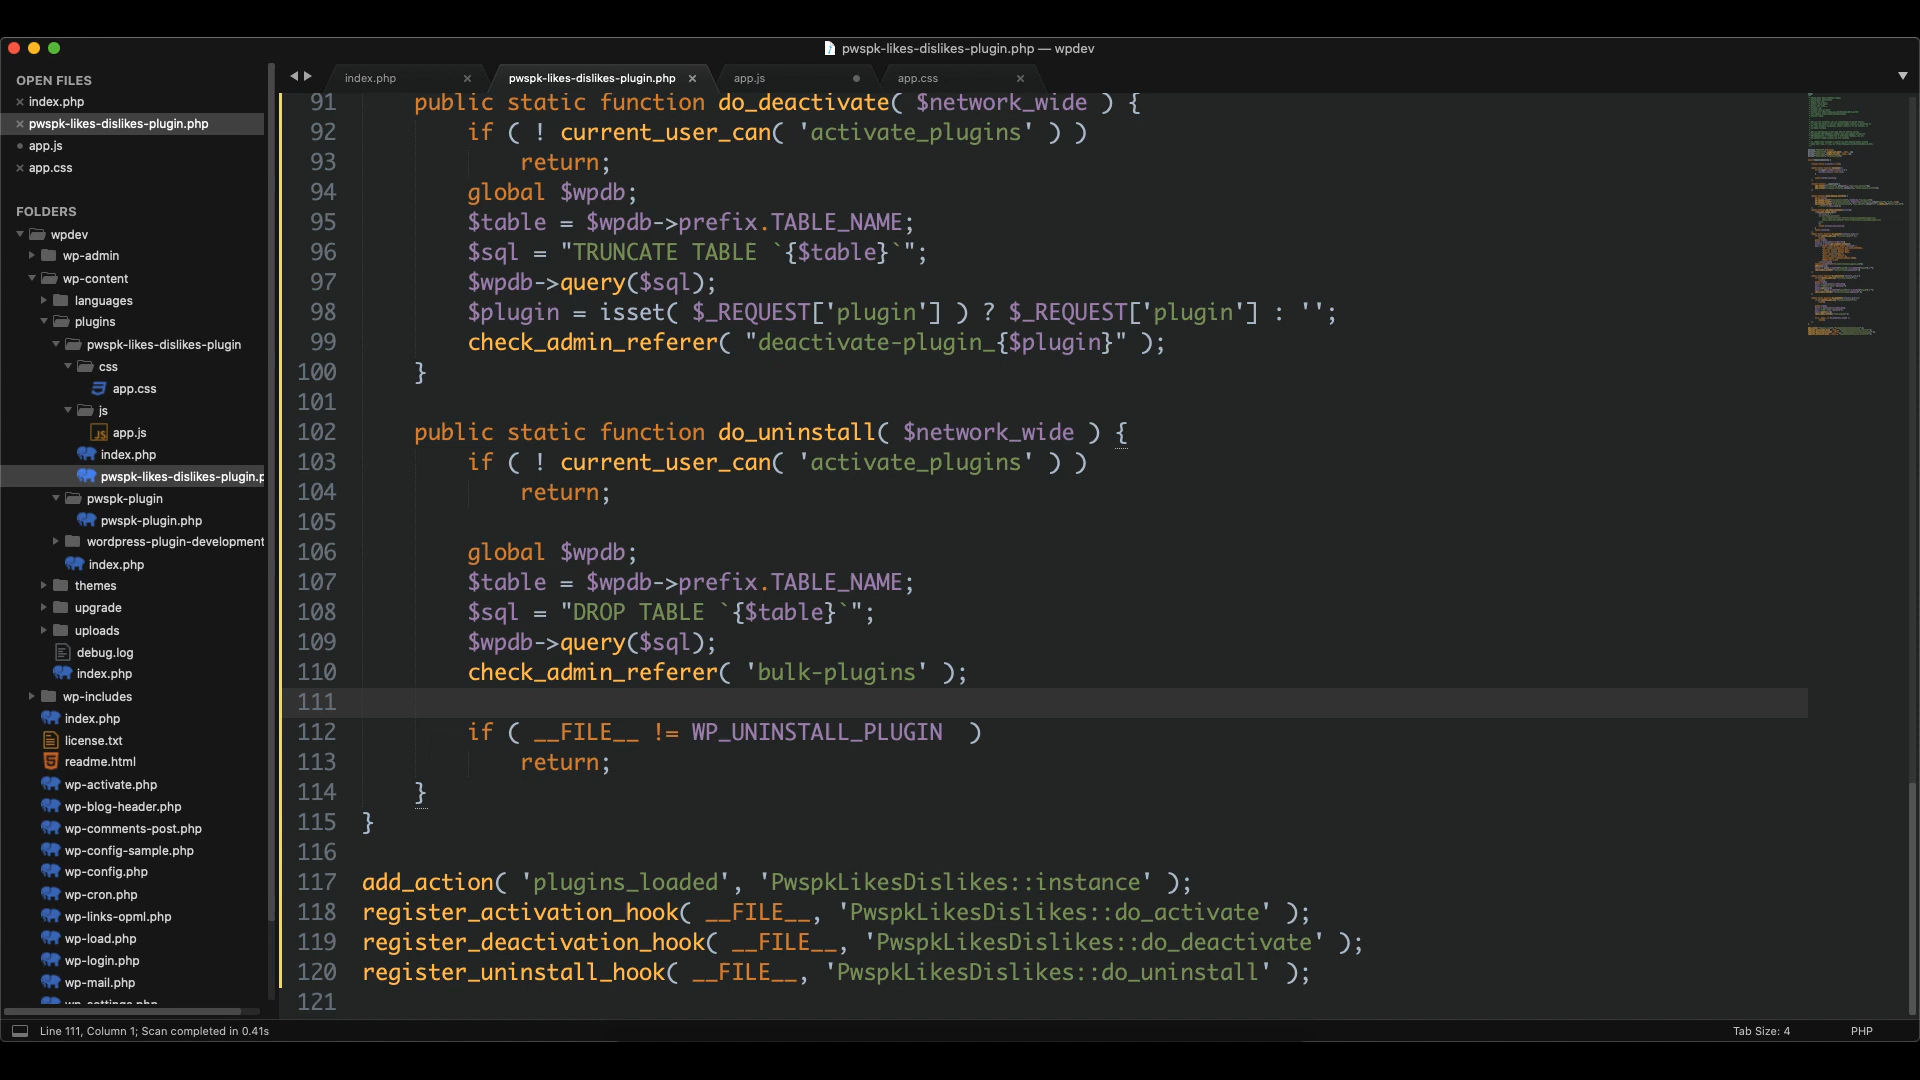 pwspk-likes-dislikes-plugin.php — wpdev
OPEN FILES
index.php
pwspk-likes-dislikes-plugin.php
app.js
app.css
FOLDERS
wpdev
wp-admin
wp-content
languages
plugins
pwspk-likes-dislikes-plugin
css
app.css
js
app.js
index.php
pwspk-likes-dislikes-plugin.p
pwspk-plugin
pwspk-plugin.php
wordpress-plugin-development
index.php
themes
upgrade
uploads
debug.log
index.php
wp-includes
index.php
license.txt
readme.html
wp-activate.php
wp-blog-header.php
wp-comments-post.php
wp-config-sample.php
wp-config.php
wp-cron.php
wp-links-opml.php
wp-load.php
wp-login.php
wp-mail.php
wp-settings.php
index.php pwspk-likes-dislikes-plugin.php app.js app.css
91 public static function do_deactivate( $network_wide ) {
92 if ( ! current_user_can( 'activate_plugins' ) )
93 return;
94 global $wpdb;
95 $table = $wpdb->prefix.TABLE_NAME;
96 $sql = "TRUNCATE TABLE `{$table}`";
97 $wpdb->query($sql);
98 $plugin = isset( $_REQUEST['plugin'] ) ? $_REQUEST['plugin'] : '';
99 check_admin_referer( "deactivate-plugin_{$plugin}" );
100 }
101
102 public static function do_uninstall( $network_wide ) {
103 if ( ! current_user_can( 'activate_plugins' ) )
104 return;
105
106 global $wpdb;
107 $table = $wpdb->prefix.TABLE_NAME;
108 $sql = "DROP TABLE `{$table}`";
109 $wpdb->query($sql);
110 check_admin_referer( 'bulk-plugins' );
111
112 if ( __FILE__ != WP_UNINSTALL_PLUGIN  )
113 return;
114 }
115 }
116
117 add_action( 'plugins_loaded', 'PwspkLikesDislikes::instance' );
118 register_activation_hook( __FILE__, 'PwspkLikesDislikes::do_activate' );
119 register_deactivation_hook( __FILE__, 'PwspkLikesDislikes::do_deactivate' );
120 register_uninstall_hook( __FILE__, 'PwspkLikesDislikes::do_uninstall' );
121
Line 111, Column 1; Scan completed in 0.41s
Tab Size: 4
PHP